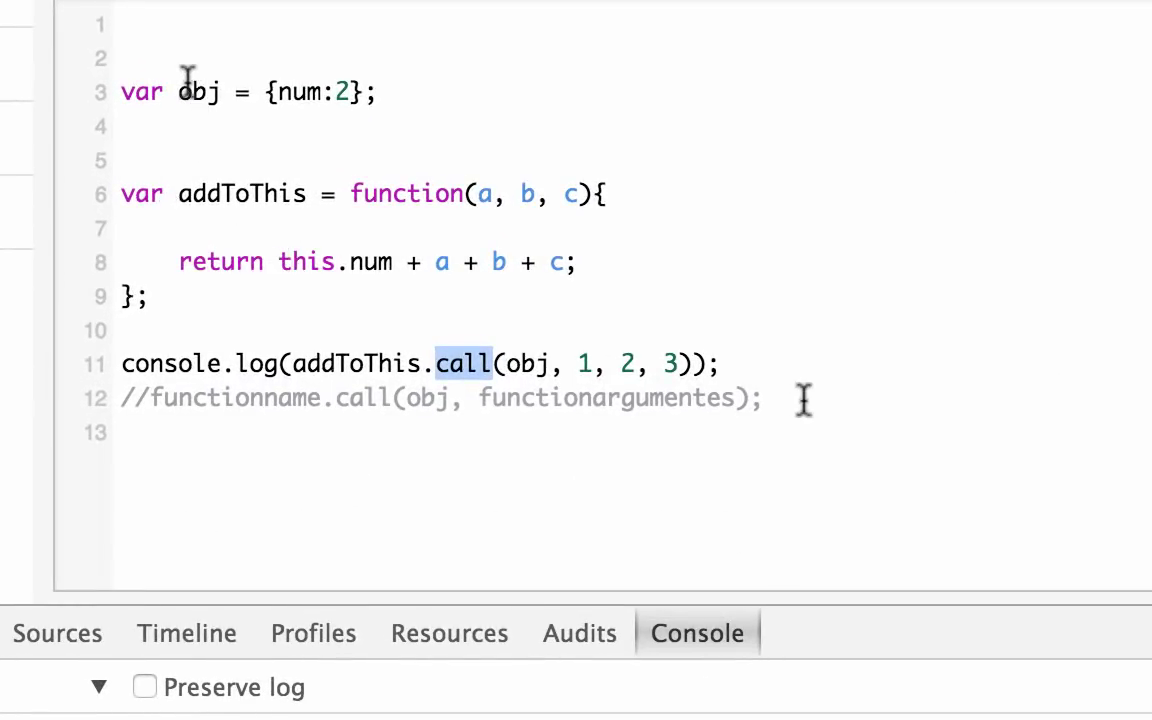 1
2
3 var obj = {num:2};
4
5
6 var addToThis = function(a, b, c){
7
8 return this.num + a + b + c;
9 };
10
11 console.log(addToThis.call(obj, 1, 2, 3));
12 //functionname.call(obj, functionargumentes);
13
Sources Timeline Profiles Resources Audits Console
▼ Preserve log